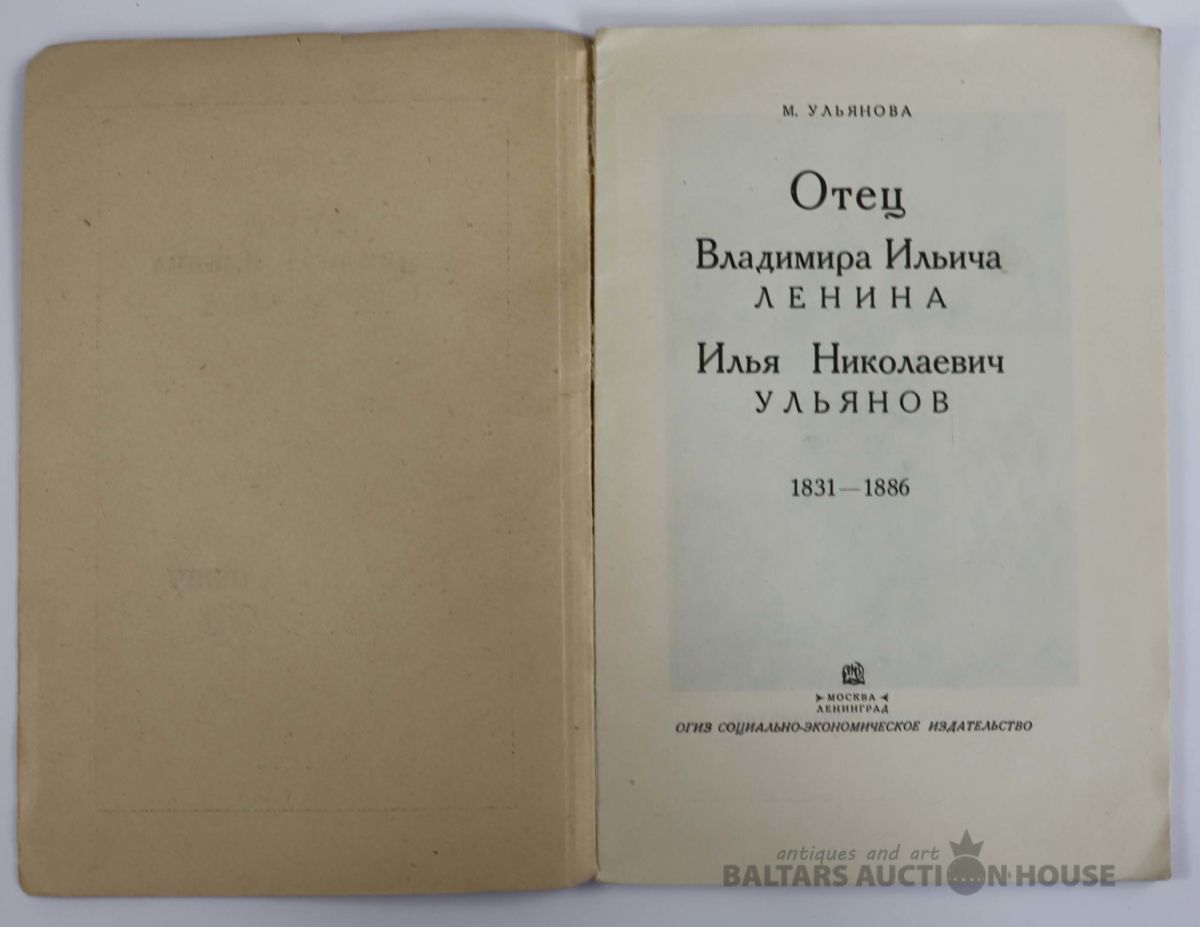 М. УЛЬЯНОВА
Отец
Владимира Ильича
ЛЕНИНА
Илья Николаевич
УЛЬЯНОВ
1831—1886
МОСКВА
ЛЕНИНГРАД
ОГИЗ СОЦИАЛЬНО-ЭКОНОМИЧЕСКОЕ ИЗДАТЕЛЬСТВО
antiques and art
BALTARS AUCTION HOUSE